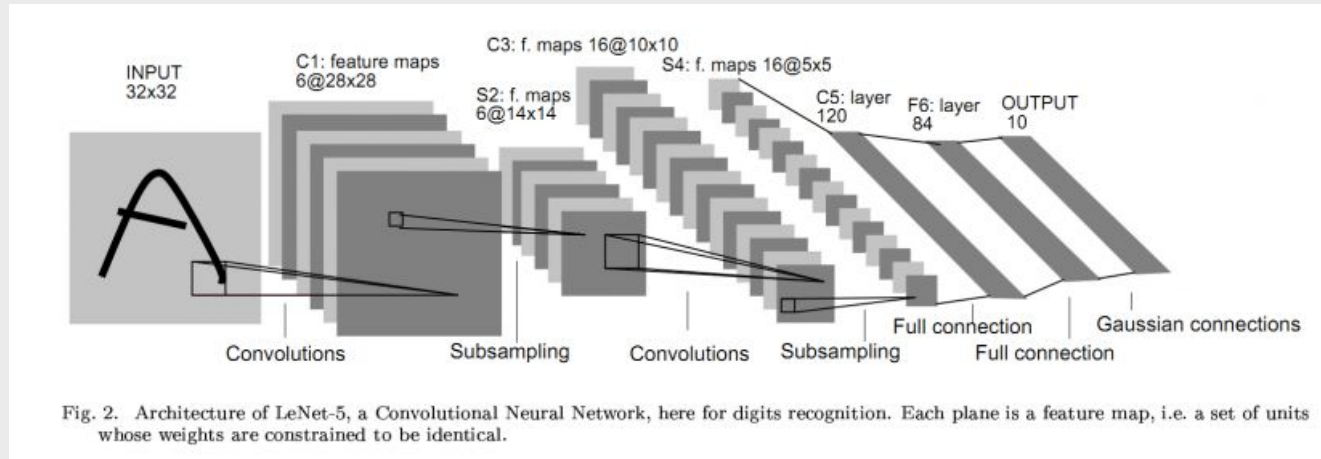 INPUT
32x32
C1: feature maps
6@28x28
S2: f. maps
6@14x14
C3: f. maps 16@10x10
S4: f. maps 16@5x5
C5: layer
120
F6: layer
84
OUTPUT
10
Convolutions
Subsampling
Convolutions
Subsampling
Full connection
Full connection
Gaussian connections
Fig. 2. Architecture of LeNet-5, a Convolutional Neural Network, here for digits recognition. Each plane is a feature map, i.e. a set of units
whose weights are constrained to be identical.